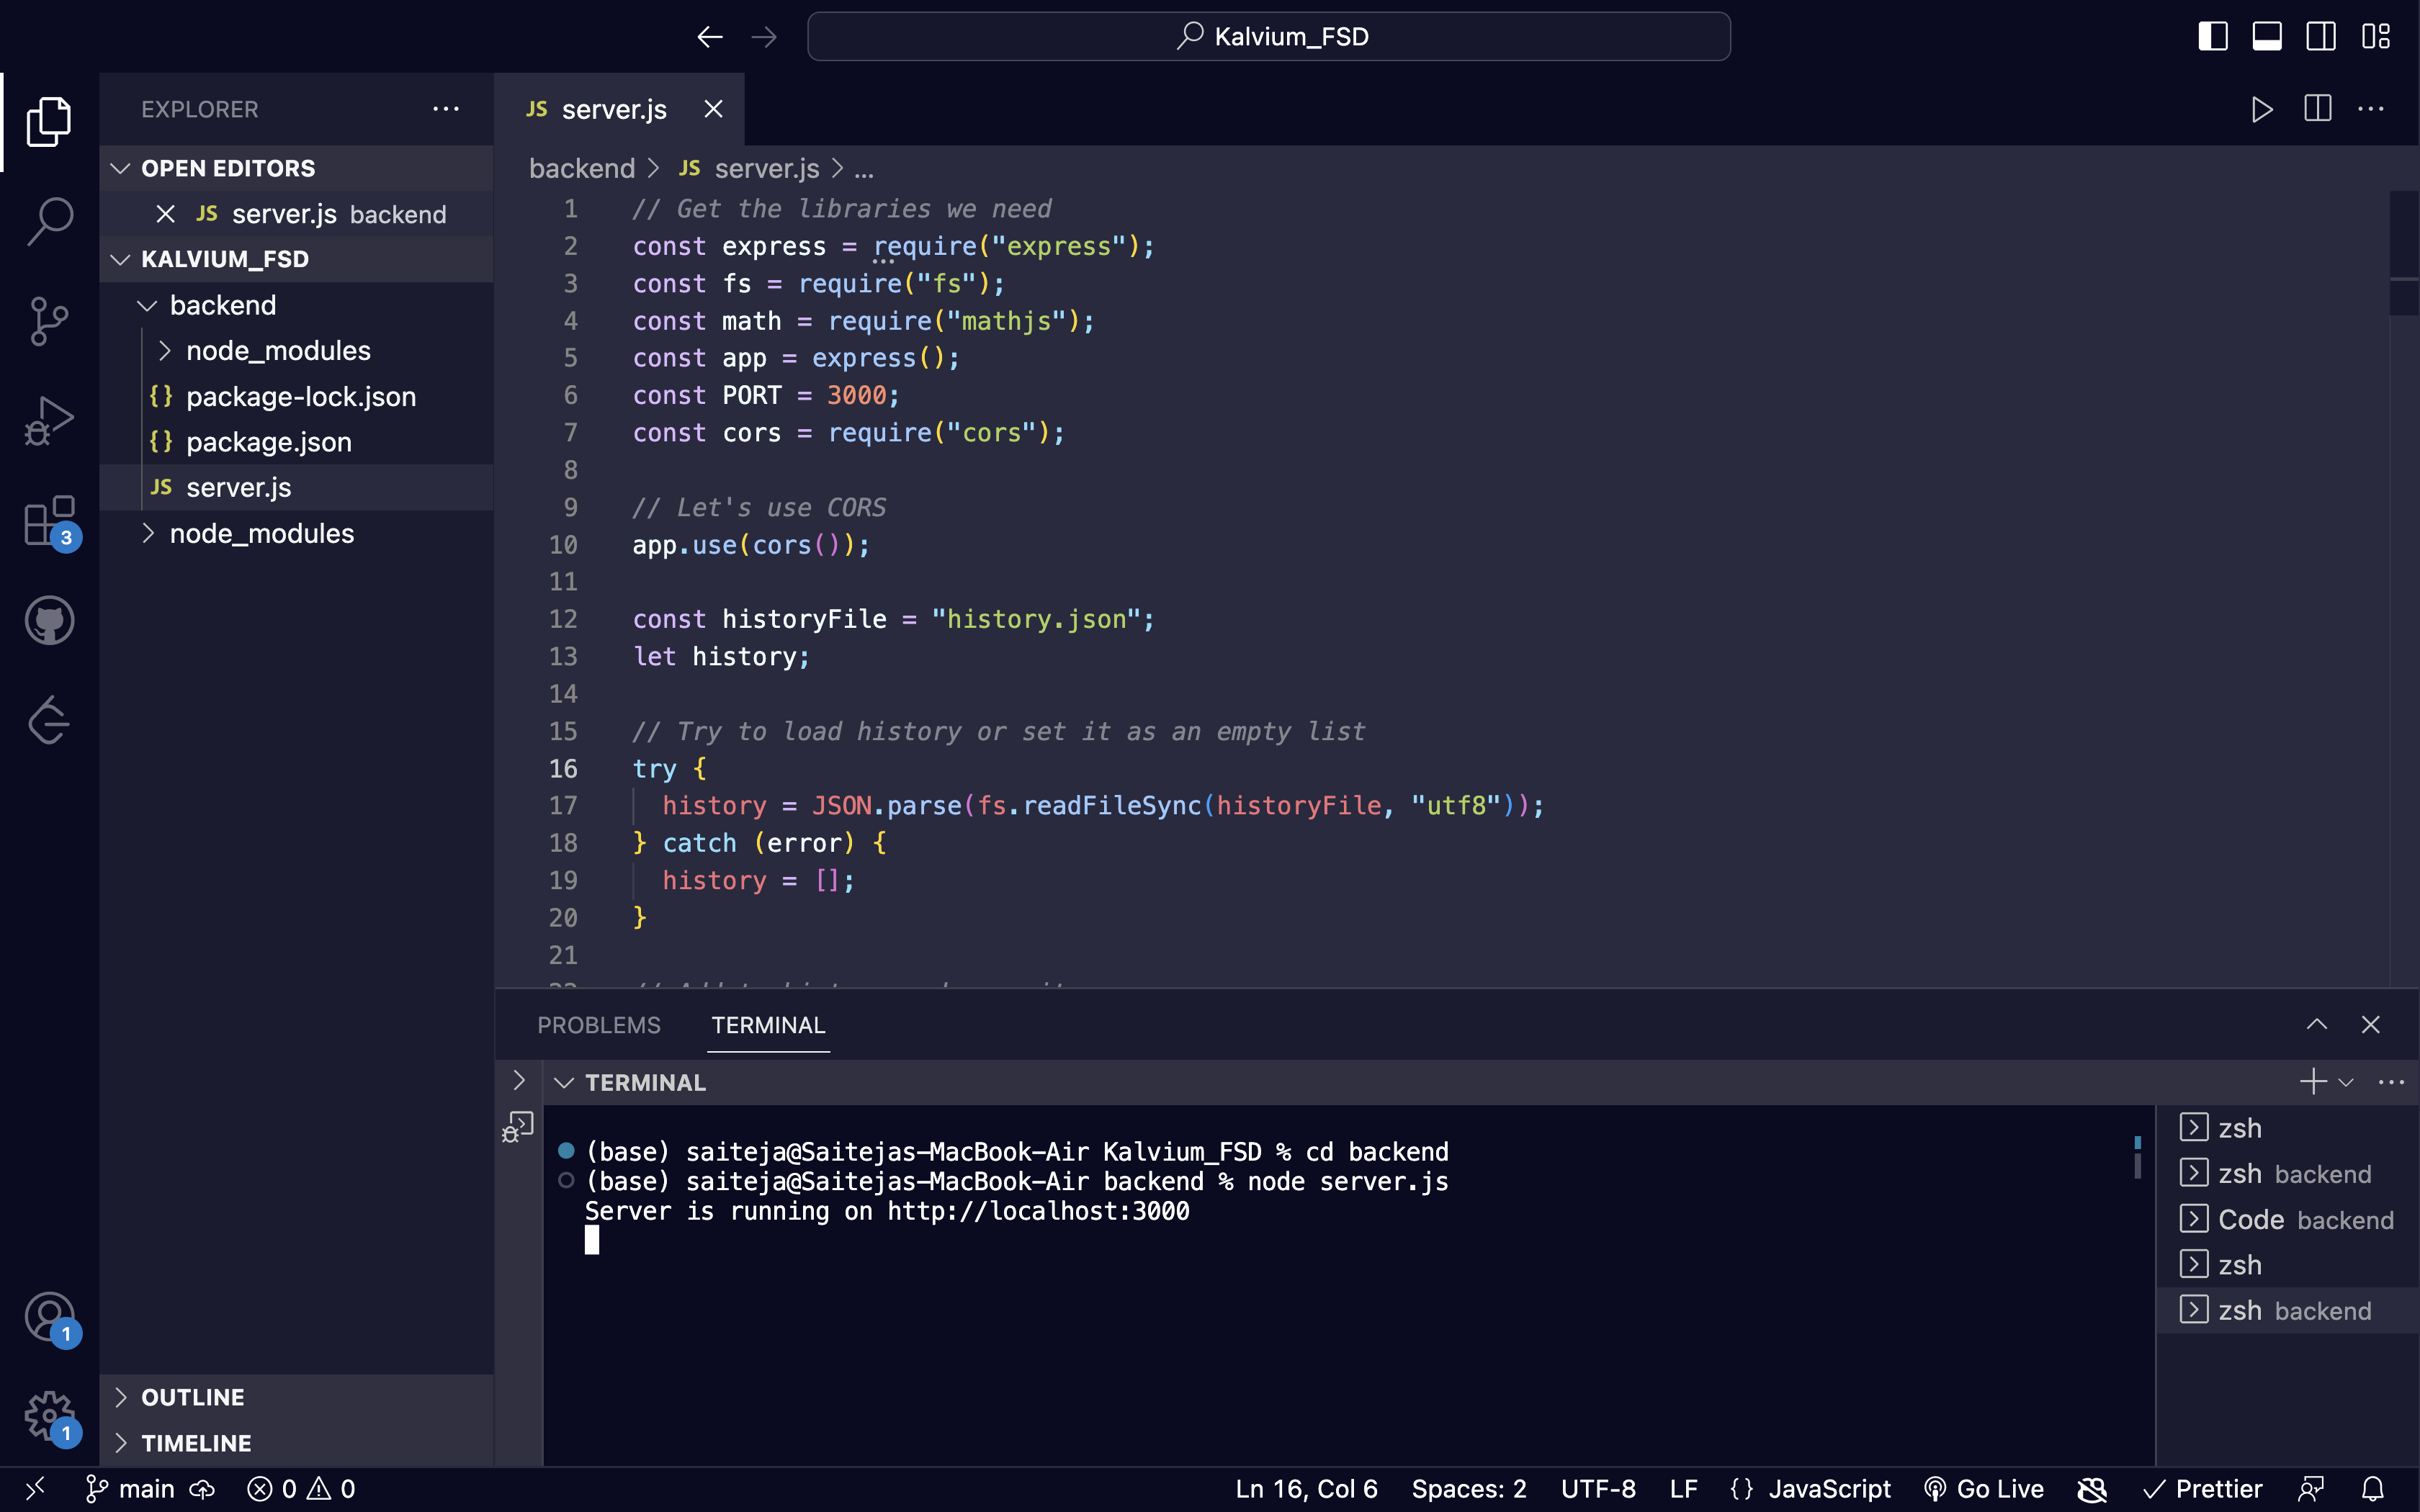 Kalvium_FSD
EXPLORER
OPEN EDITORS
JS server.js backend
KALVIUM_FSD
backend
node_modules
{} package-lock.json
{} package.json
JS server.js
node_modules
OUTLINE
TIMELINE
3
1
1
JS server.js
backend > JS server.js > ...
1 // Get the libraries we need
2 const express = require("express");
3 const fs = require("fs");
4 const math = require("mathjs");
5 const app = express();
6 const PORT = 3000;
7 const cors = require("cors");
8
9 // Let's use CORS
10 app.use(cors());
11
12 const historyFile = "history.json";
13 let history;
14
15 // Try to load history or set it as an empty list
16 try {
17 history = JSON.parse(fs.readFileSync(historyFile, "utf8"));
18 } catch (error) {
19 history = [];
20 }
21
PROBLEMS TERMINAL
TERMINAL
(base) saiteja@Saitejas-MacBook-Air Kalvium_FSD % cd backend
(base) saiteja@Saitejas-MacBook-Air backend % node server.js
Server is running on http://localhost:3000
zsh
zsh backend
Code backend
zsh
zsh backend
main 0 0 Ln 16, Col 6 Spaces: 2 UTF-8 LF {} JavaScript Go Live Prettier